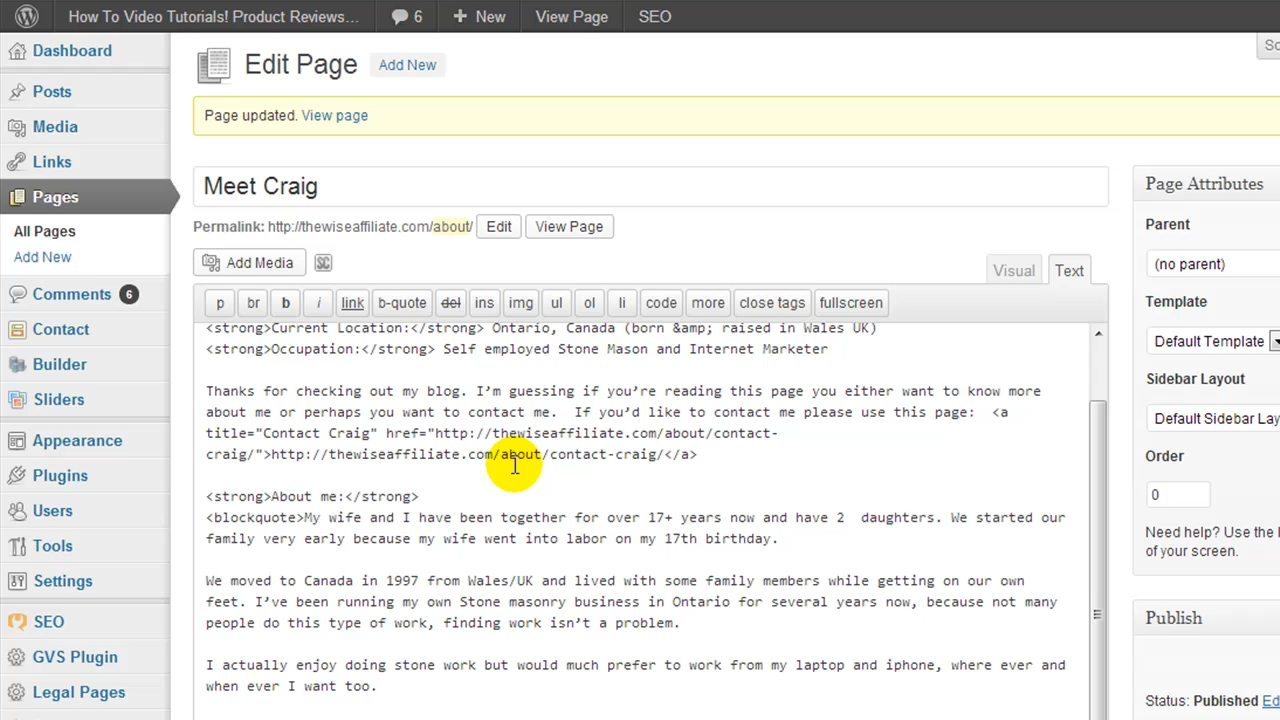 How To Video Tutorials! Product Reviews… 6 + New View Page SEO
Dashboard
Posts
Media
Links
Pages
All Pages
Add New
Comments 6
Contact
Builder
Sliders
Appearance
Plugins
Users
Tools
Settings
SEO
GVS Plugin
Legal Pages
Edit Page Add New
Page updated. View page
Meet Craig
Permalink: http://thewiseaffiliate.com/about/ Edit View Page
Add Media SC
Visual Text
p br b i link b-quote del ins img ul ol li code more close tags fullscreen
<strong>Current Location:</strong> Ontario, Canada (born &amp; raised in Wales UK)
<strong>Occupation:</strong> Self employed Stone Mason and Internet Marketer
Thanks for checking out my blog. I’m guessing if you’re reading this page you either want to know more
about me or perhaps you want to contact me.  If you’d like to contact me please use this page:  <a
title="Contact Craig" href="http://thewiseaffiliate.com/about/contact-
craig/">http://thewiseaffiliate.com/about/contact-craig/</a>
<strong>About me:</strong>
<blockquote>My wife and I have been together for over 17+ years now and have 2  daughters. We started our
family very early because my wife went into labor on my 17th birthday.
We moved to Canada in 1997 from Wales/UK and lived with some family members while getting on our own
feet. I’ve been running my own Stone masonry business in Ontario for several years now, because not many
people do this type of work, finding work isn’t a problem.
I actually enjoy doing stone work but would much prefer to work from my laptop and iphone, where ever and
when ever I want too.
Sc
Page Attributes
Parent
(no parent)
Template
Default Template
Sidebar Layout
Default Sidebar Lay
Order
0
Need help? Use the
of your screen.
Publish
Status: Published Ed